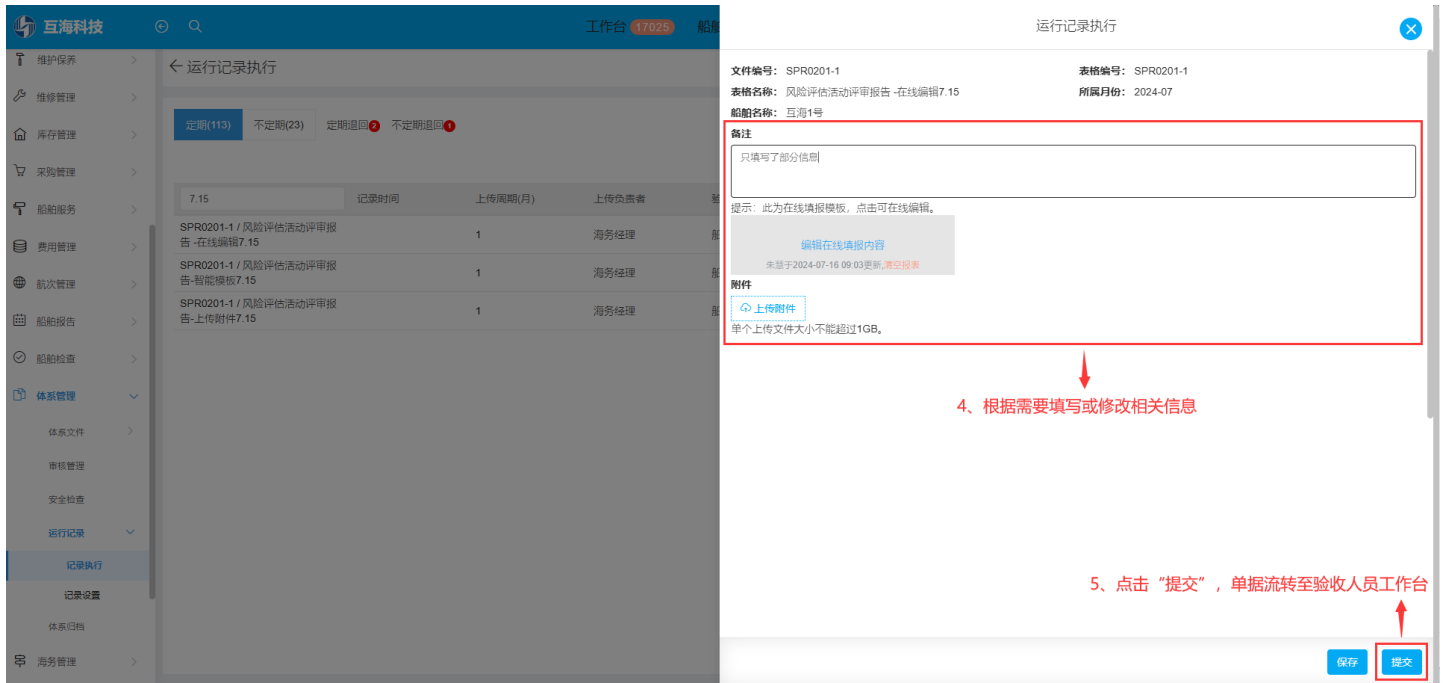 互海科技
工作台 17025
船舶
维护保养
维修管理
库存管理
采购管理
船舶服务
费用管理
航次管理
船舶报告
船舶检查
体系管理
体系文件
审核管理
安全检查
运行记录
记录执行
记录设置
体系归档
海务管理
运行记录执行
定期(113) 不定期(23) 定期退回2 不定期退回1
7.15 记录时间 上传周期(月) 上传负责者 验
SPR0201-1 / 风险评估活动评审报 1 海务经理 船
告 -在线编辑7.15
SPR0201-1 / 风险评估活动评审报 1 海务经理 船
告-智能模板7.15
SPR0201-1 / 风险评估活动评审报 1 海务经理 船
告-上传附件7.15
运行记录执行
文件编号: SPR0201-1 表格编号: SPR0201-1
表格名称: 风险评估活动评审报告 -在线编辑7.15 所属月份: 2024-07
船舶名称: 互海1号
备注
只填写了部分信息
提示：此为在线填报模板，点击可在线编辑。
编辑在线填报内容
朱慧于2024-07-16 09:03更新,清空报表
附件
上传附件
单个上传文件大小不能超过1GB。
4、根据需要填写或修改相关信息
5、点击“提交”，单据流转至验收人员工作台
保存 提交